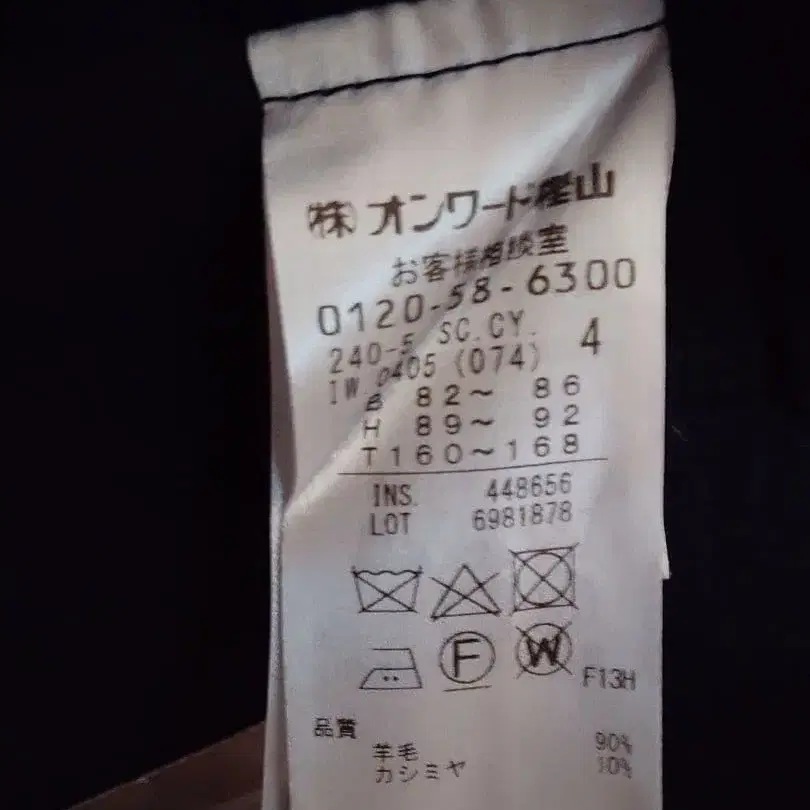 ㈱オンワード樫山
お客様相談室
0120-58-6300
240-5 SC.CY. 4
IW 0405 (074)
B 82～ 86
H 89～ 92
T160～168
INS. 448656
LOT 6981878
F
W
F13H
品質
羊毛 90%
カシミヤ 10%